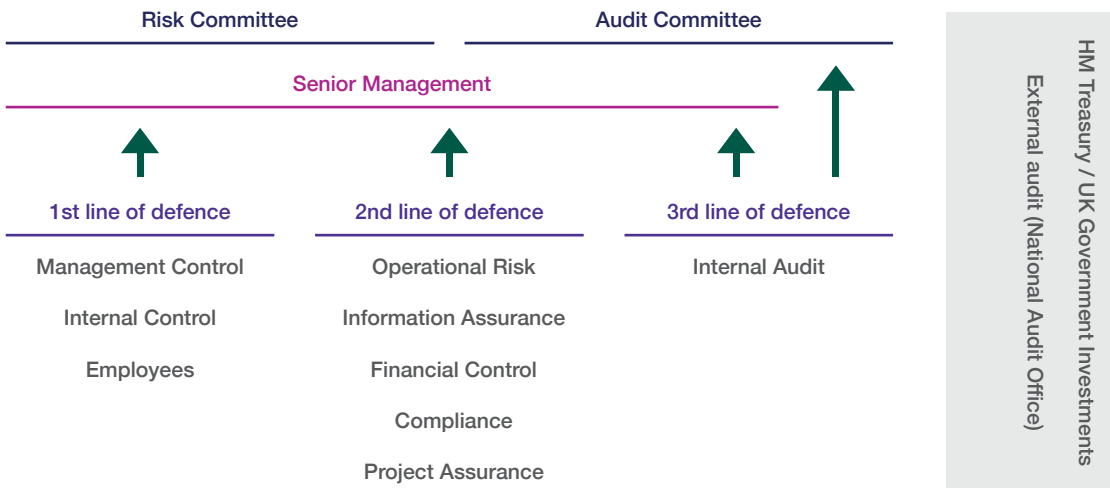 Risk Committee
Audit Committee
Senior Management
1st line of defence
2nd line of defence
3rd line of defence
Management Control
Operational Risk
Internal Audit
Internal Control
Information Assurance
Employees
Financial Control
Compliance
Project Assurance
HM Treasury / UK Government Investments
External audit (National Audit Office)